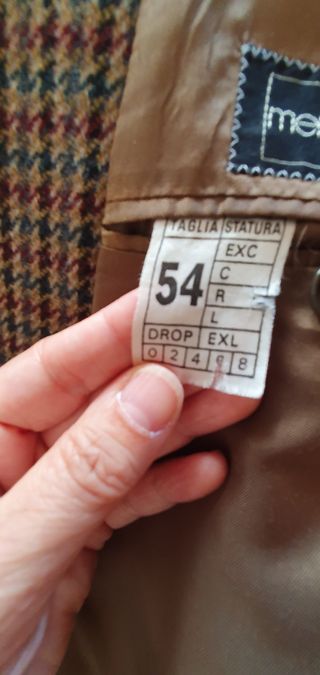 TAGLIA STATURA
54
EXC
C
R
L
DROP EXL
0 2 4 6 8